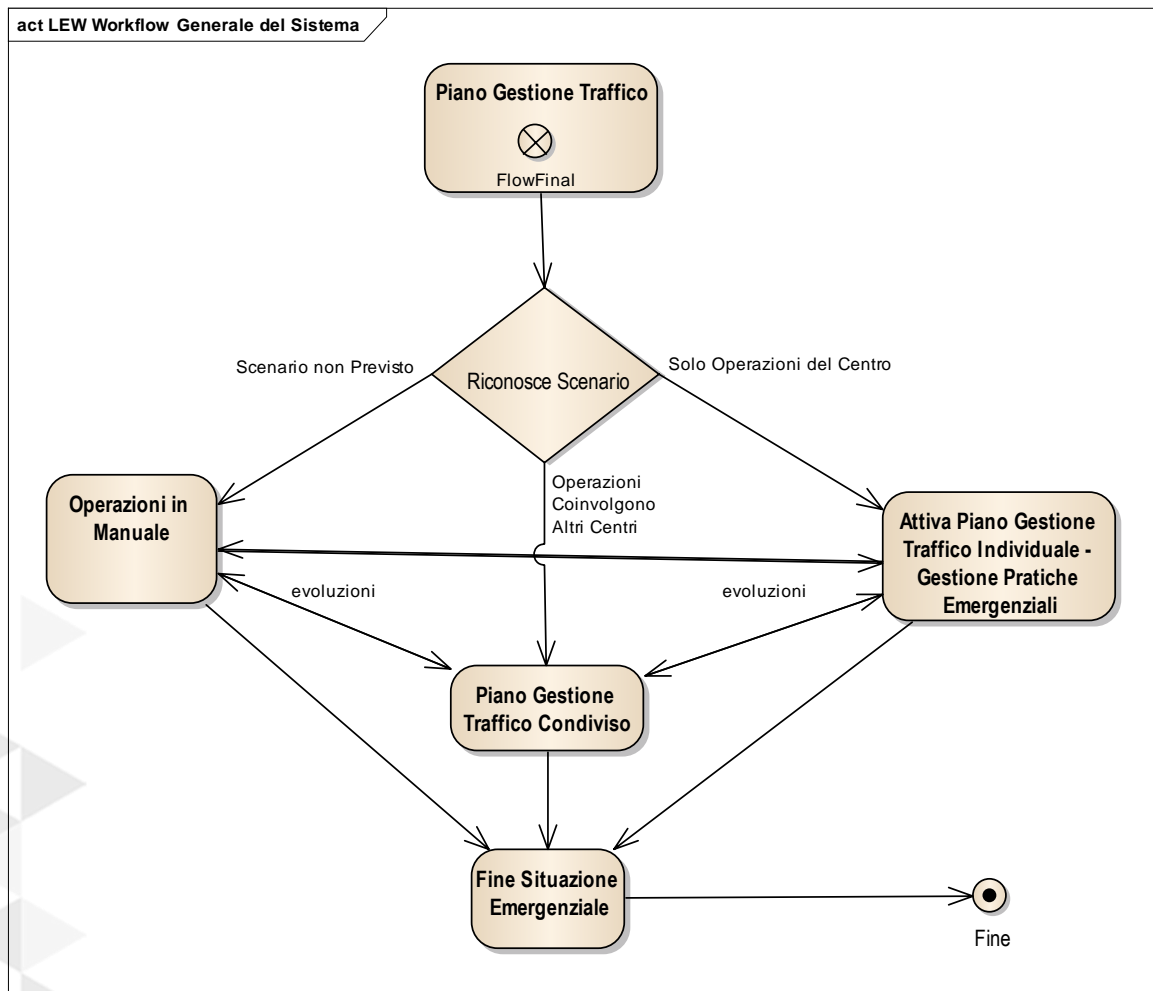 act LEW Workflow Generale del Sistema
Piano Gestione Traffico
FlowFinal
Scenario non Previsto
Riconosce Scenario
Solo Operazioni del Centro
Operazioni
Coinvolgono
Altri Centri
Operazioni in
Manuale
Attiva Piano Gestione
Traffico Individuale -
Gestione Pratiche
Emergenziali
evoluzioni
evoluzioni
Piano Gestione
Traffico Condiviso
Fine Situazione
Emergenziale
Fine